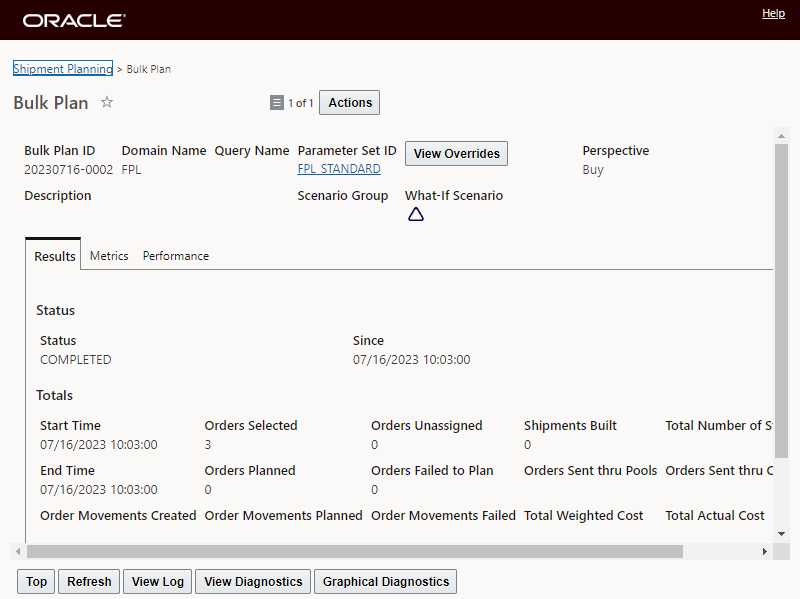 ORACLE
Help
Shipment Planning > Bulk Plan
Bulk Plan
1 of 1 Actions
Bulk Plan ID Domain Name Query Name Parameter Set ID View Overrides Perspective
20230716-0002 FPL FPL_STANDARD Buy
Description Scenario Group What-If Scenario
Results Metrics Performance
Status
Status Since
COMPLETED 07/16/2023 10:03:00
Totals
Start Time Orders Selected Orders Unassigned Shipments Built Total Number of S
07/16/2023 10:03:00 3 0 0
End Time Orders Planned Orders Failed to Plan Orders Sent thru Pools Orders Sent thru C
07/16/2023 10:03:00 0 0
Order Movements Created Order Movements Planned Order Movements Failed Total Weighted Cost Total Actual Cost
Top Refresh View Log View Diagnostics Graphical Diagnostics